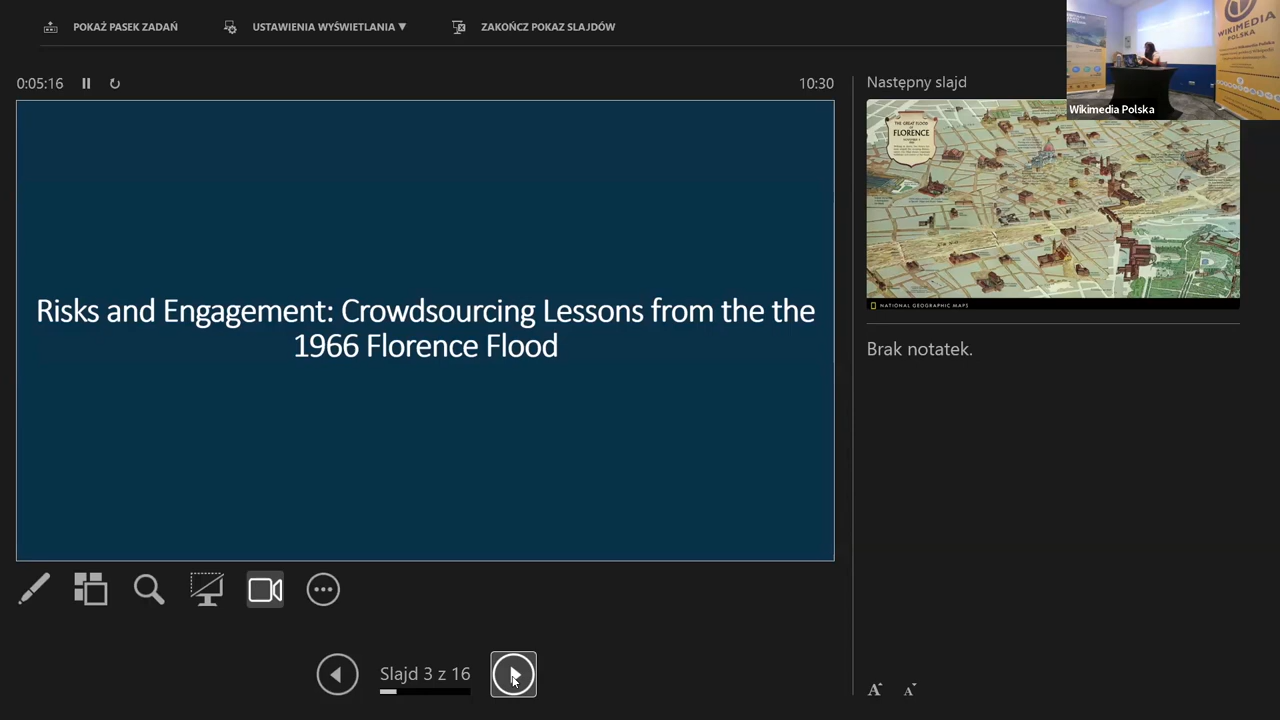 POKAŻ PASEK ZADAŃ
USTAWIENIA WYŚWIETLANIA ▼
ZAKOŃCZ POKAZ SLAJDÓW
0:05:16
10:30
Risks and Engagement: Crowdsourcing Lessons from the the
1966 Florence Flood
Slajd 3 z 16
Następny slajd
THE GREAT FLOOD
FLORENCE
NATIONAL GEOGRAPHIC MAPS
Brak notatek.
A A
WIKIMEDIA
POLSKA
Wikimedia Polska